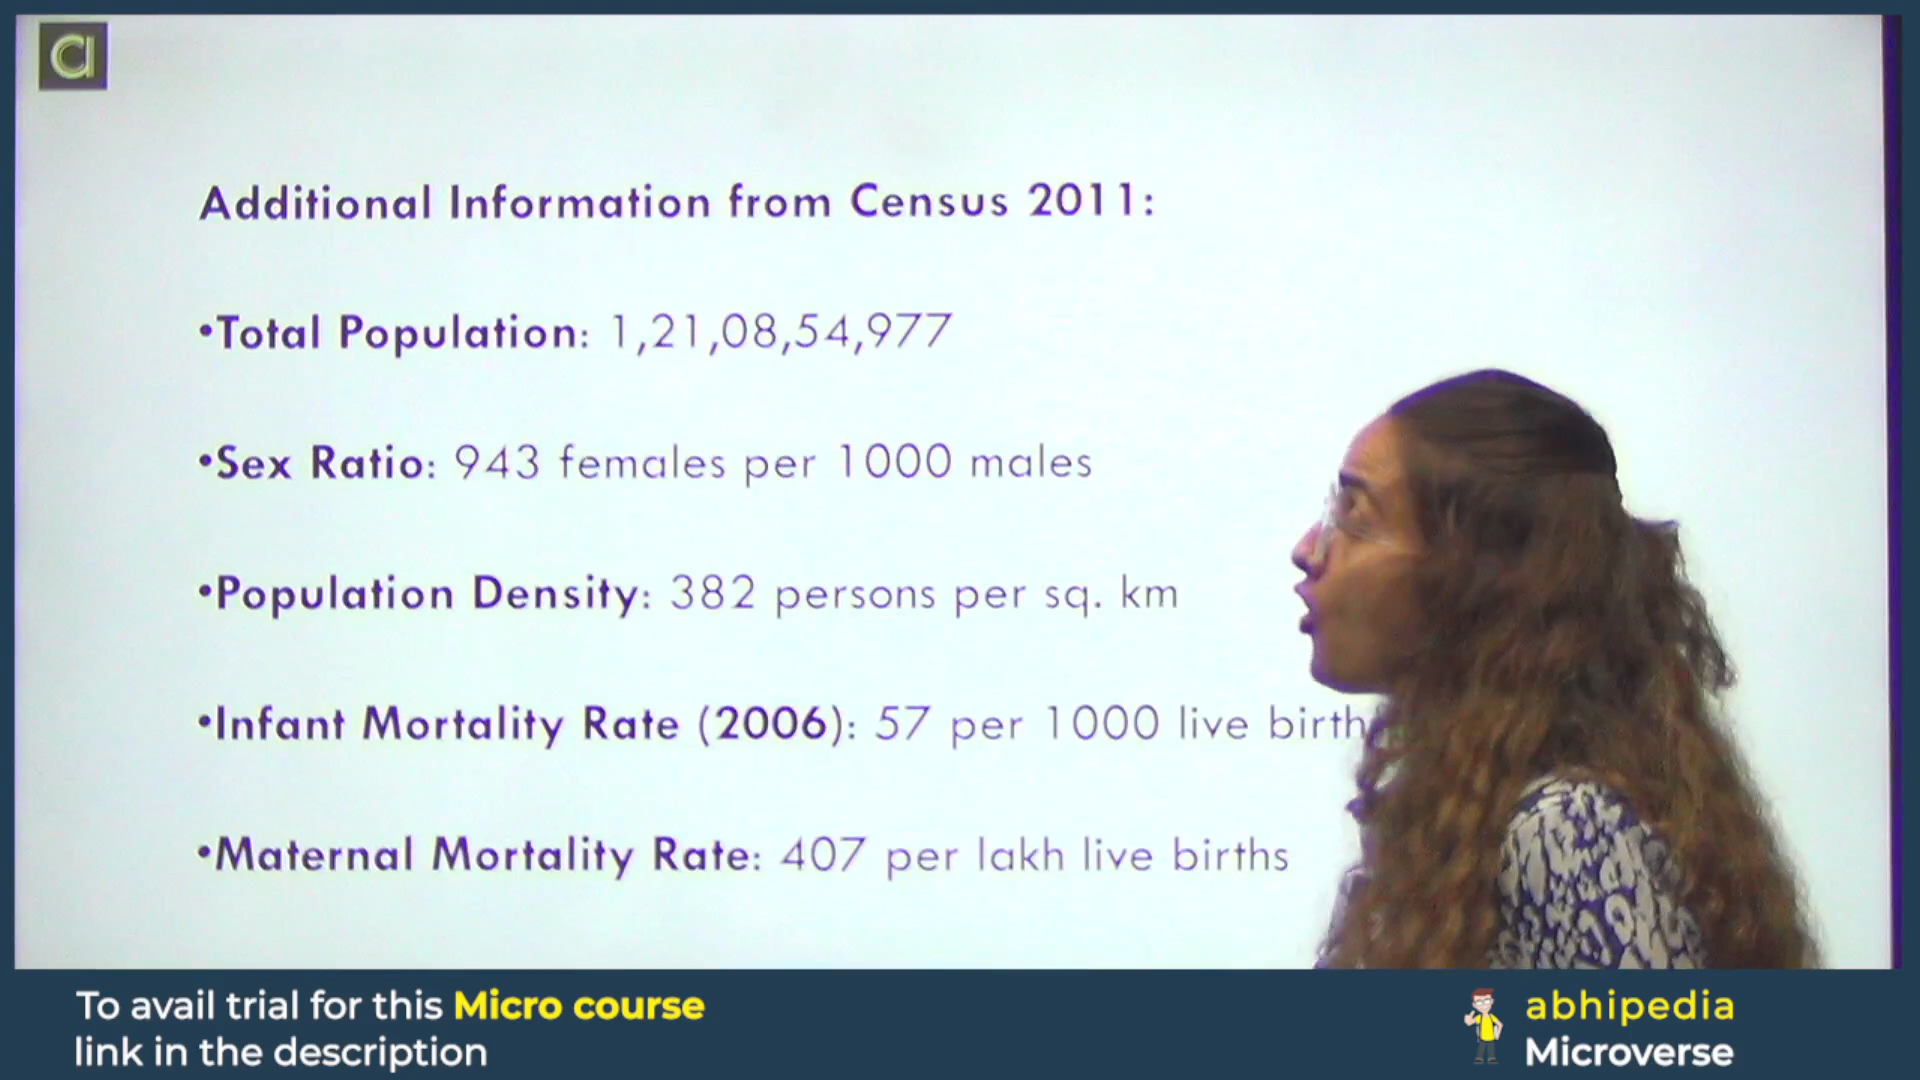 a
Additional Information from Census 2011:
•Total Population: 1,21,08,54,977
•Sex Ratio: 943 females per 1000 males
•Population Density: 382 persons per sq. km
•Infant Mortality Rate (2006): 57 per 1000 live birth
•Maternal Mortality Rate: 407 per lakh live births
To avail trial for this Micro course
link in the description
abhipedia
Microverse